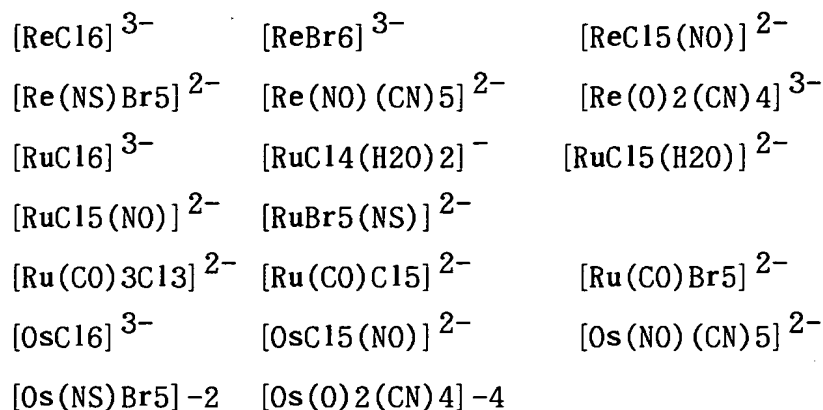 [ReCl6]3- [ReBr6]3- [ReCl5(NO)]2-
[Re(NS)Br5]2- [Re(NO)(CN)5]2- [Re(O)2(CN)4]3-
[RuCl6]3- [RuCl4(H2O)2]- [RuCl5(H2O)]2-
[RuCl5(NO)]2- [RuBr5(NS)]2-
[Ru(CO)3Cl3]2- [Ru(CO)Cl5]2- [Ru(CO)Br5]2-
[OsCl6]3- [OsCl5(NO)]2- [Os(NO)(CN)5]2-
[Os(NS)Br5]-2 [Os(O)2(CN)4]-4